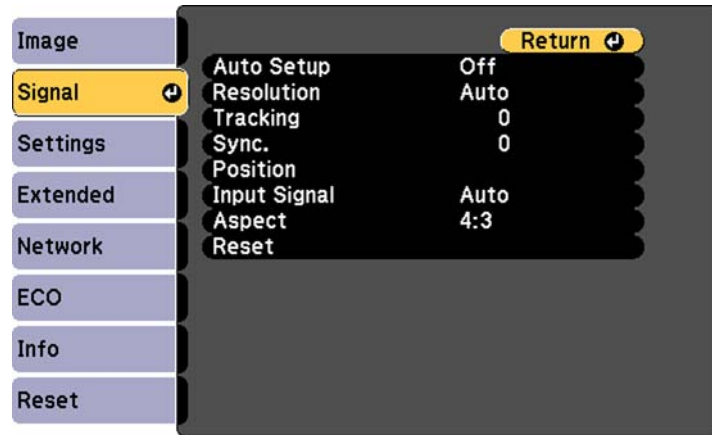 Image
Signal
Settings
Extended
Network
ECO
Info
Reset
Return
Auto Setup Off
Resolution Auto
Tracking 0
Sync. 0
Position
Input Signal Auto
Aspect 4:3
Reset